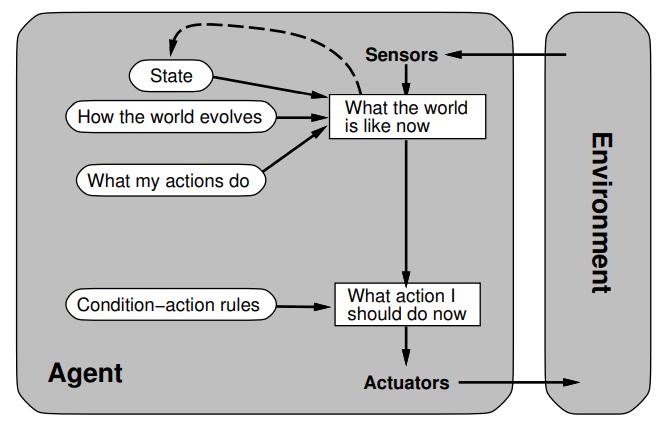 Sensors
State
How the world evolves
What the world
is like now
What my actions do
Environment
Condition−action rules
What action I
should do now
Agent
Actuators